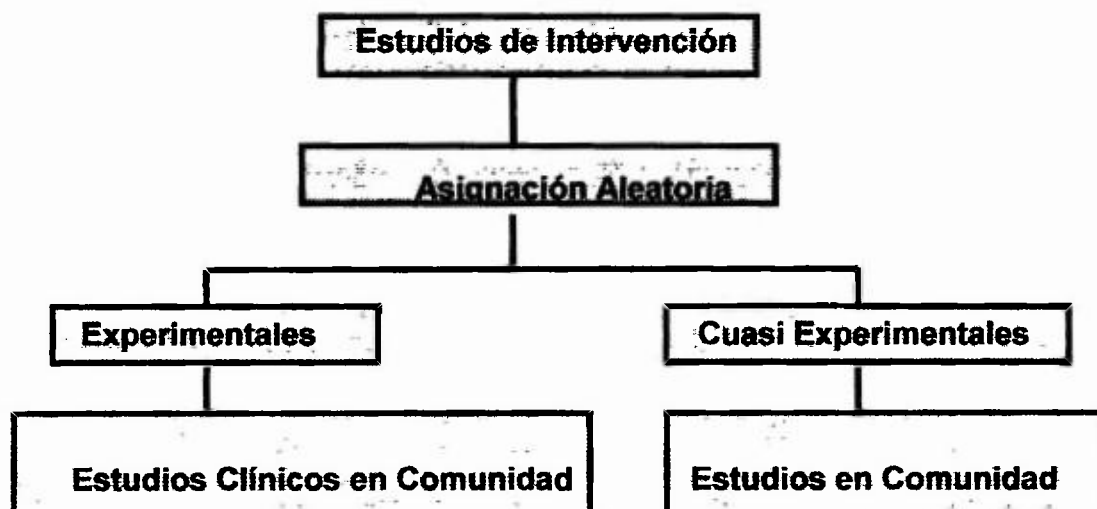 Estudios de Intervención
Asignación Aleatoria
Experimentales
Cuasi Experimentales
Estudios Clínicos en Comunidad
Estudios en Comunidad